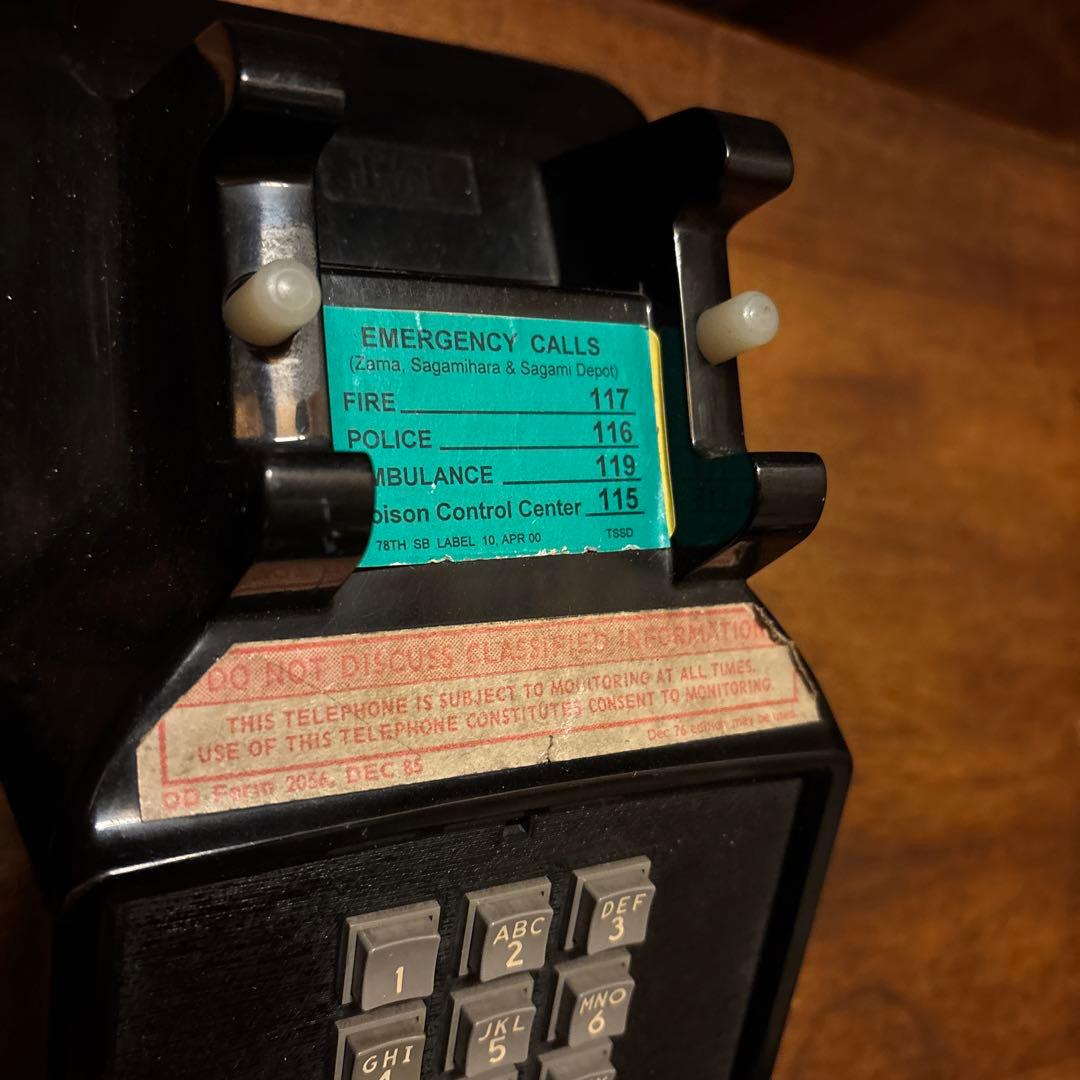 EMERGENCY CALLS
(Zama, Sagamihara & Sagami Depot)
FIRE 117
POLICE 116
MBULANCE 119
oison Control Center 115
78TH SB LABEL 10, APR 00 TSSD
DO NOT DISCUSS CLASSIFIED INFORMATION
THIS TELEPHONE IS SUBJECT TO MONITORING AT ALL TIMES.
USE OF THIS TELEPHONE CONSTITUTES CONSENT TO MONITORING.
DD Form 2056, DEC 85 Dec 76 edition may be used
1
ABC
2
DEF
3
GHI
4
JKL
5
MNO
6